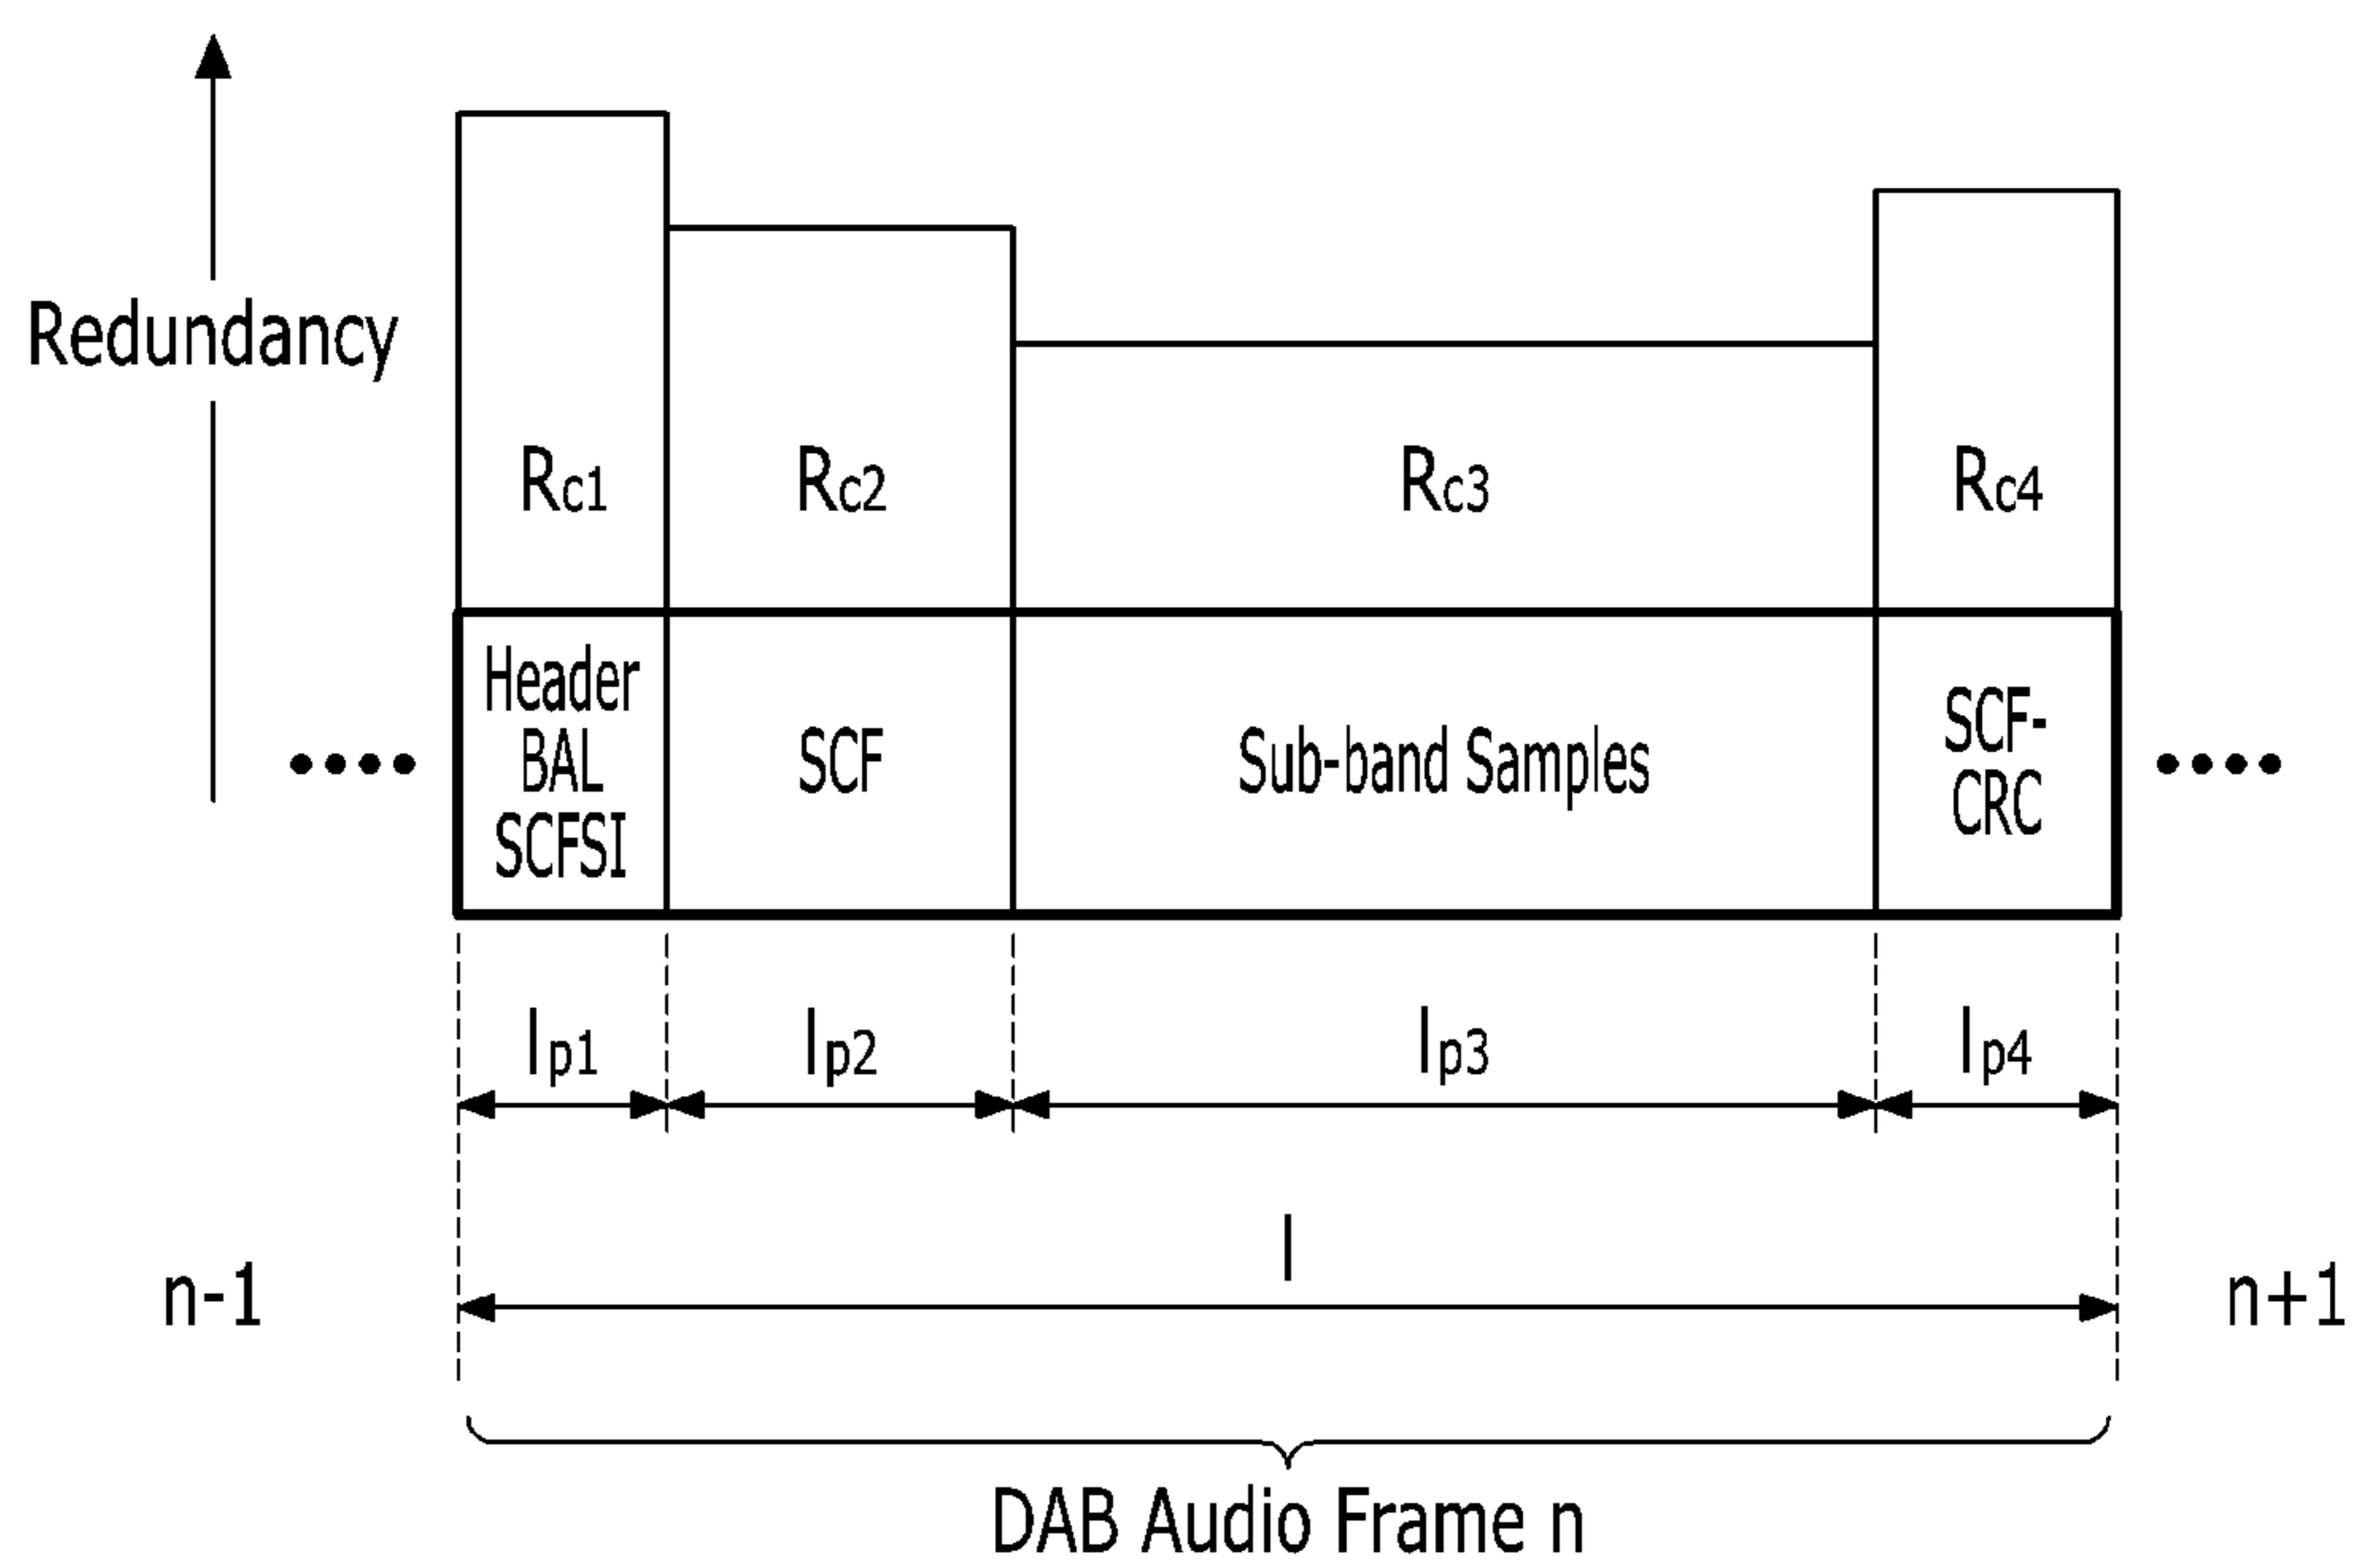 Redundancy
Rc1 Rc2 Rc3 Rc4
Header
BAL
SCFSI
SCF
Sub-band Samples
SCF-
CRC
lp1 lp2 lp3 lp4
l
n-1
n+1
DAB Audio Frame n